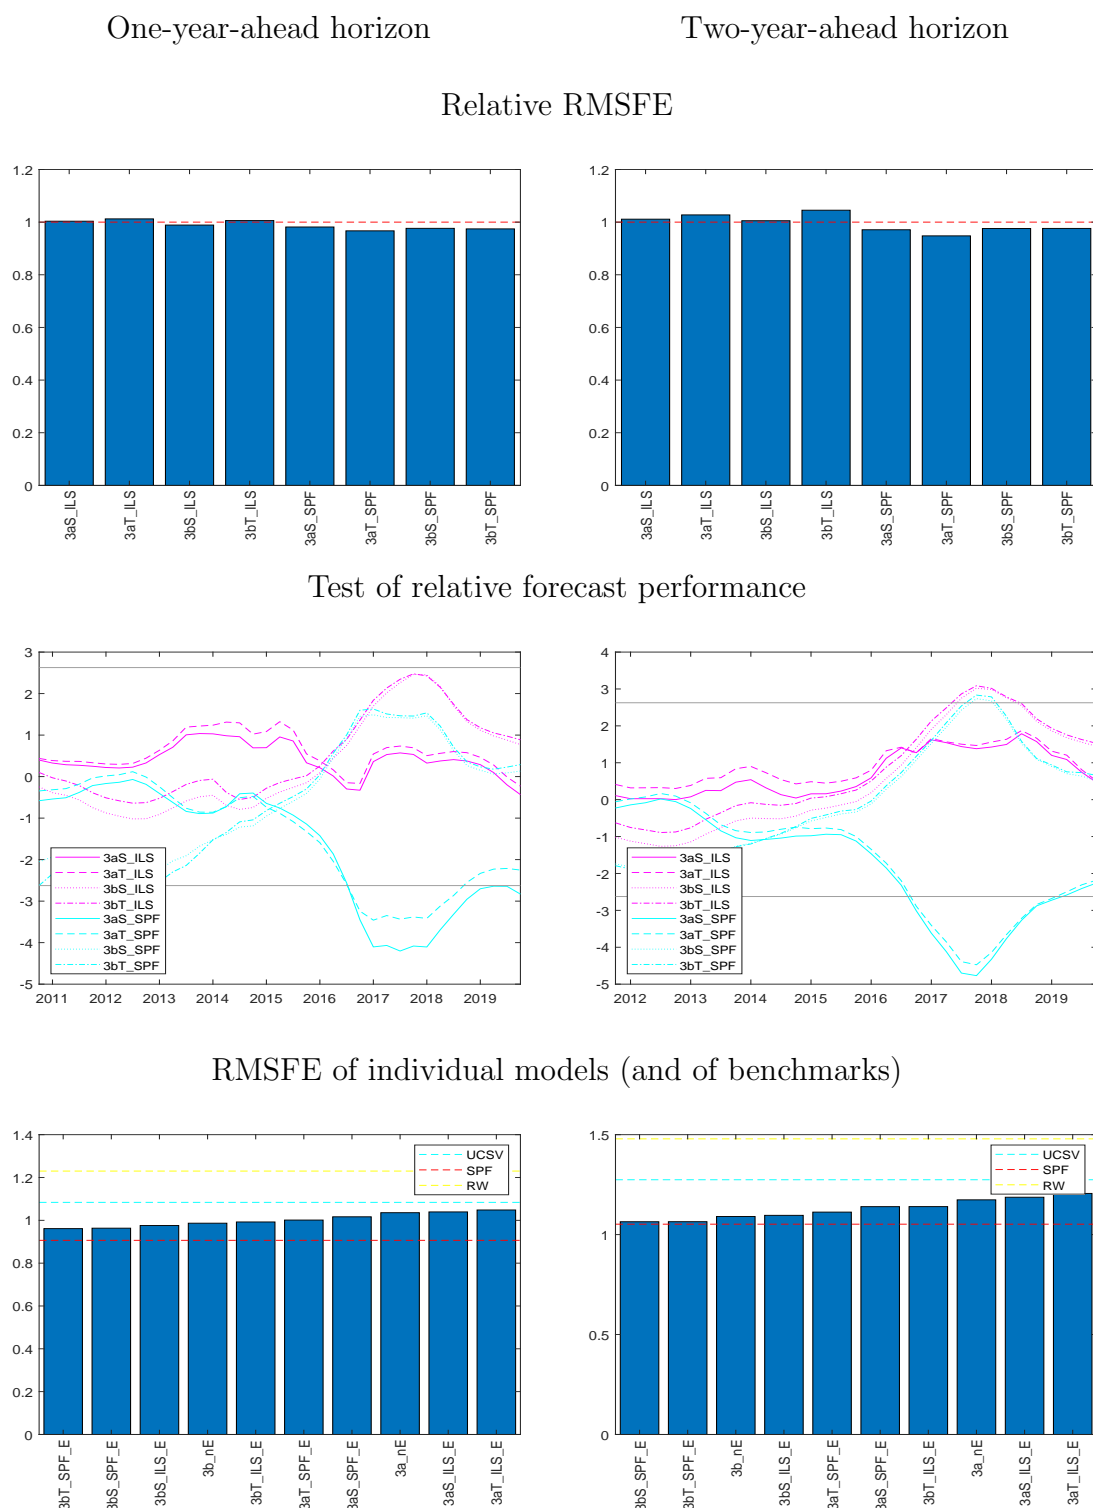 One-year-ahead horizon Two-year-ahead horizon
Relative RMSFE
1.2
1
0.8
0.6
0.4
0.2
0
3aS_ILS
3aT_ILS
3bS_ILS
3bT_ILS
3aS_SPF
3aT_SPF
3bS_SPF
3bT_SPF
1.2
1
0.8
0.6
0.4
0.2
0
3aS_ILS
3aT_ILS
3bS_ILS
3bT_ILS
3aS_SPF
3aT_SPF
3bS_SPF
3bT_SPF
Test of relative forecast performance
3
2
1
0
-1
-2
-3
-4
-5
3aS_ILS
3aT_ILS
3bS_ILS
3bT_ILS
3aS_SPF
3aT_SPF
3bS_SPF
3bT_SPF
2011 2012 2013 2014 2015 2016 2017 2018 2019
4
3
2
1
0
-1
-2
-3
-4
-5
3aS_ILS
3aT_ILS
3bS_ILS
3bT_ILS
3aS_SPF
3aT_SPF
3bS_SPF
3bT_SPF
2012 2013 2014 2015 2016 2017 2018 2019
RMSFE of individual models (and of benchmarks)
1.4
1.2
1
0.8
0.6
0.4
0.2
0
UCSV
SPF
RW
3bT_SPF_E
3bS_SPF_E
3bS_ILS_E
3b_nE
3bT_ILS_E
3aT_SPF_E
3aS_SPF_E
3a_nE
3aS_ILS_E
3aT_ILS_E
1.5
1
0.5
0
UCSV
SPF
RW
3bS_SPF_E
3bT_SPF_E
3b_nE
3bS_ILS_E
3aT_SPF_E
3aS_SPF_E
3bT_ILS_E
3a_nE
3aS_ILS_E
3aT_ILS_E